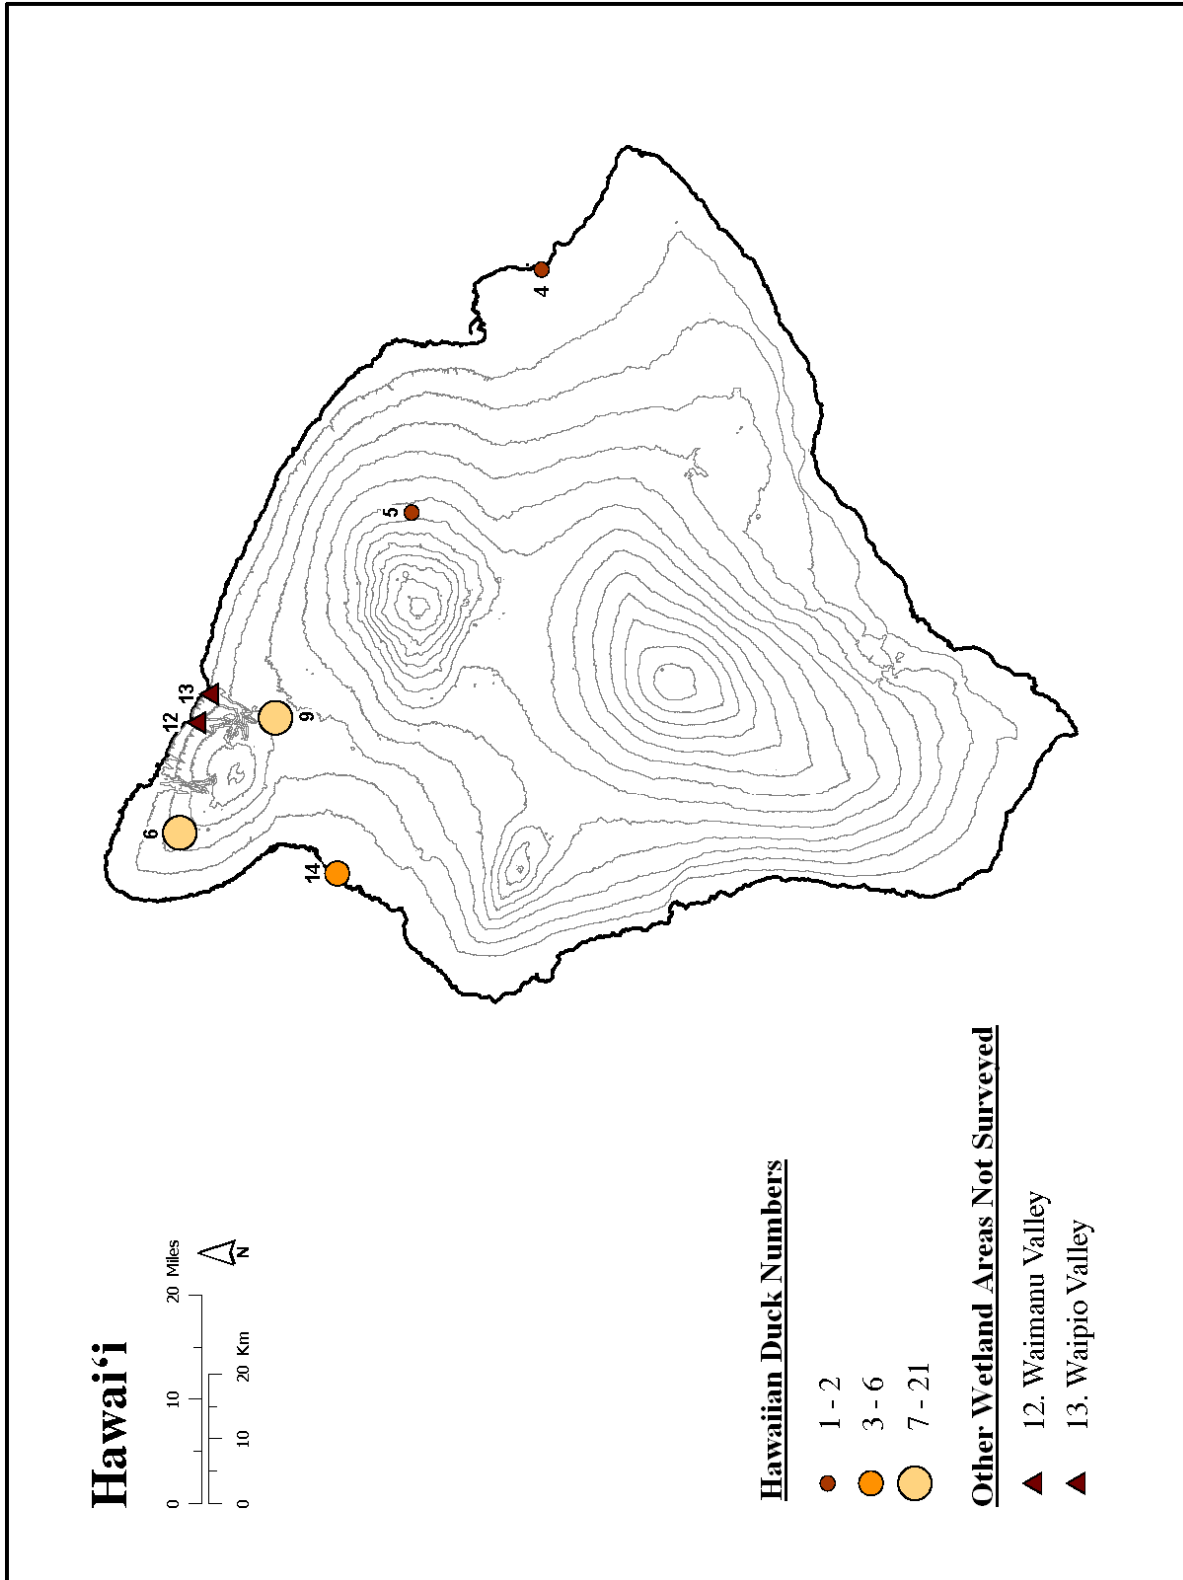 Hawai‘i
0 10 20 Miles
0 10 20 Km
N
6
12
13
14
9
5
4
Hawaiian Duck Numbers
1 - 2
3 - 6
7 - 21
Other Wetland Areas Not Surveyed
12. Waimanu Valley
13. Waipio Valley